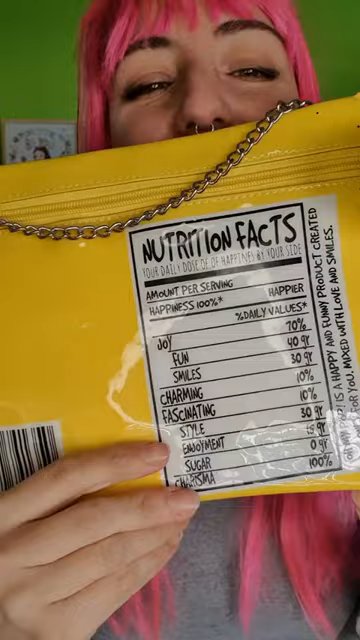 NUTRITION FACTS
YOUR DAILY DOSE OF OF HAPPINES BY YOUR SIDE
AMOUNT PER SERVING
HAPPINESS 100%* HAPPIER
%DAILY VALUES*
JOY 70%
FUN 40 gr
SMILES 30 gr
CHARMING 10%
FASCINATING 10%
STYLE 30 gr
ENJOYMENT 15 gr
SUGAR 0 gr
CHARISMA 100%
IS A HAPPY AND FUNNY PRODUCT CREATED
FOR YOU, MIXED WITH LOVE AND SMILES.